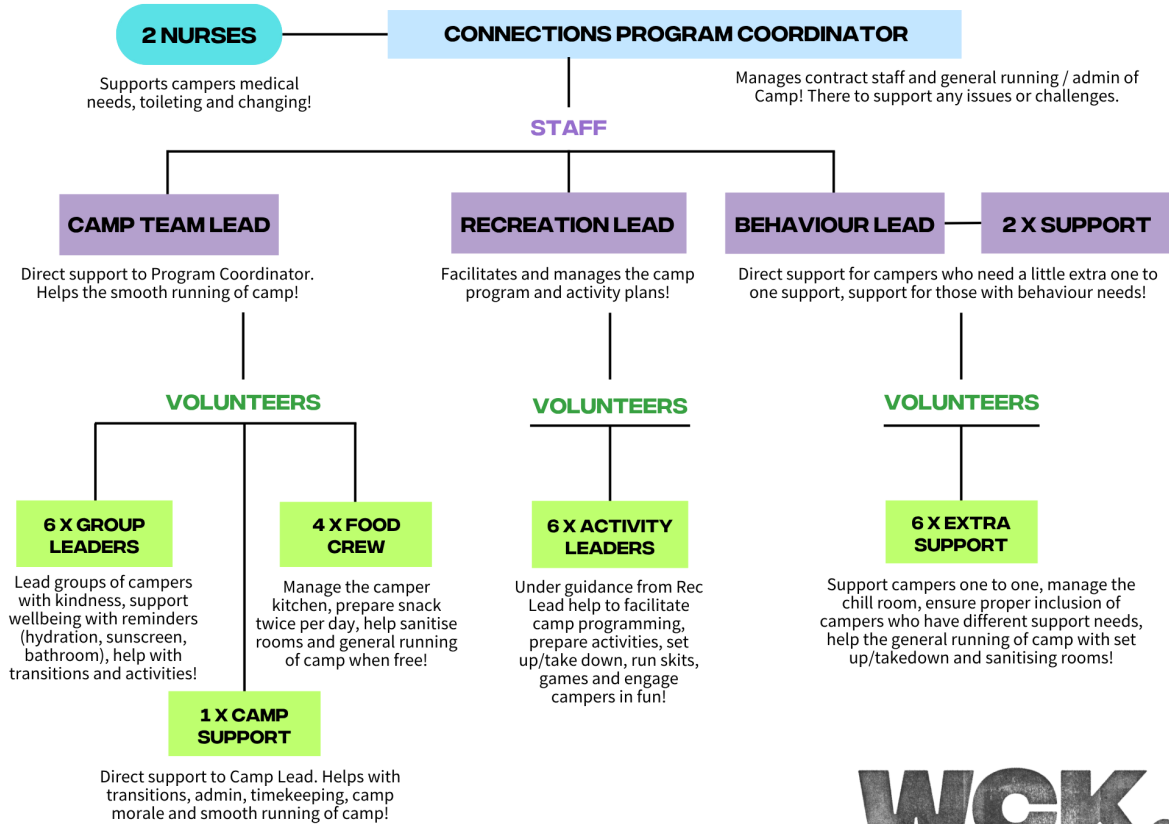 2 NURSES
CONNECTIONS PROGRAM COORDINATOR
Supports campers medical
needs, toileting and changing!
Manages contract staff and general running / admin of
Camp! There to support any issues or challenges.
STAFF
CAMP TEAM LEAD
RECREATION LEAD
BEHAVIOUR LEAD
2 X SUPPORT
Direct support to Program Coordinator.
Helps the smooth running of camp!
Facilitates and manages the camp
program and activity plans!
Direct support for campers who need a little extra one to
one support, support for those with behaviour needs!
VOLUNTEERS
VOLUNTEERS
VOLUNTEERS
6 X GROUP
LEADERS
Lead groups of campers
with kindness, support
wellbeing with reminders
(hydration, sunscreen,
bathroom), help with
transitions and activities!
4 X FOOD
CREW
Manage the camper
kitchen, prepare snack
twice per day, help sanitise
rooms and general running
of camp when free!
6 X ACTIVITY
LEADERS
Under guidance from Rec
Lead help to facilitate
camp programming,
prepare activities, set
up/take down, run skits,
games and engage
campers in fun!
6 X EXTRA
SUPPORT
Support campers one to one, manage the
chill room, ensure proper inclusion of
campers who have different support needs,
help the general running of camp with set
up/takedown and sanitising rooms!
1 X CAMP
SUPPORT
Direct support to Camp Lead. Helps with
transitions, admin, timekeeping, camp
morale and smooth running of camp!
WCK.